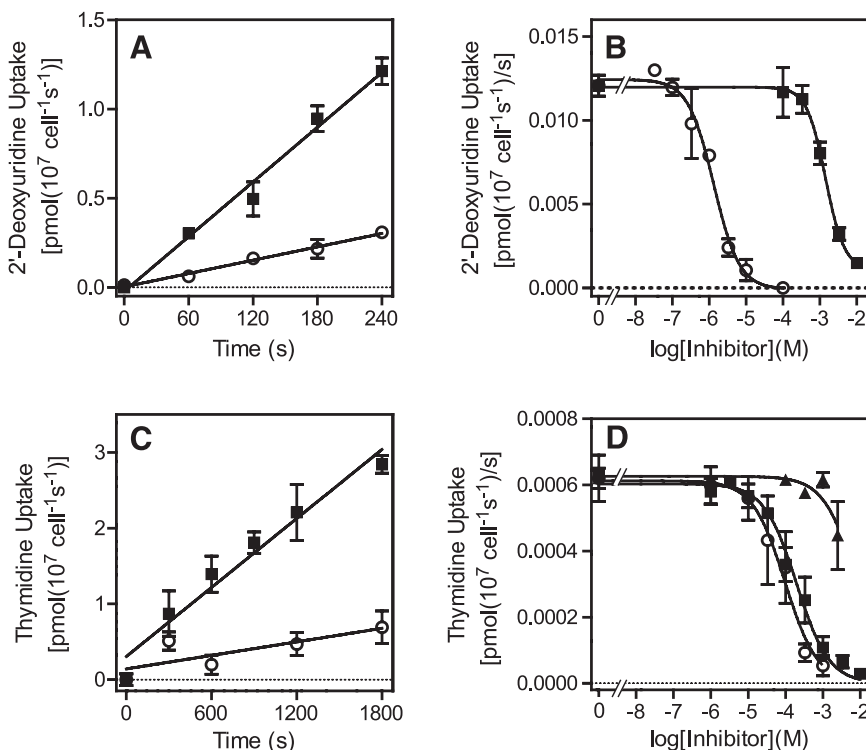 A
2'-Deoxyuridine Uptake
[pmol(10⁷ cell⁻¹s⁻¹)]
1.5
1.0
0.5
0.0
0 60 120 180 240
Time (s)
B
2'-Deoxyuridine Uptake
[pmol(10⁷ cell⁻¹s⁻¹)/s]
0.015
0.010
0.005
0.000
0 -8 -7 -6 -5 -4 -3 -2
log[Inhibitor](M)
C
Thymidine Uptake
[pmol(10⁷ cell⁻¹s⁻¹)]
3
2
1
0
0 600 1200 1800
Time (s)
D
Thymidine Uptake
[pmol(10⁷ cell⁻¹s⁻¹)/s]
0.0008
0.0006
0.0004
0.0002
0.0000
0 -8 -7 -6 -5 -4 -3 -2
log[Inhibitor](M)